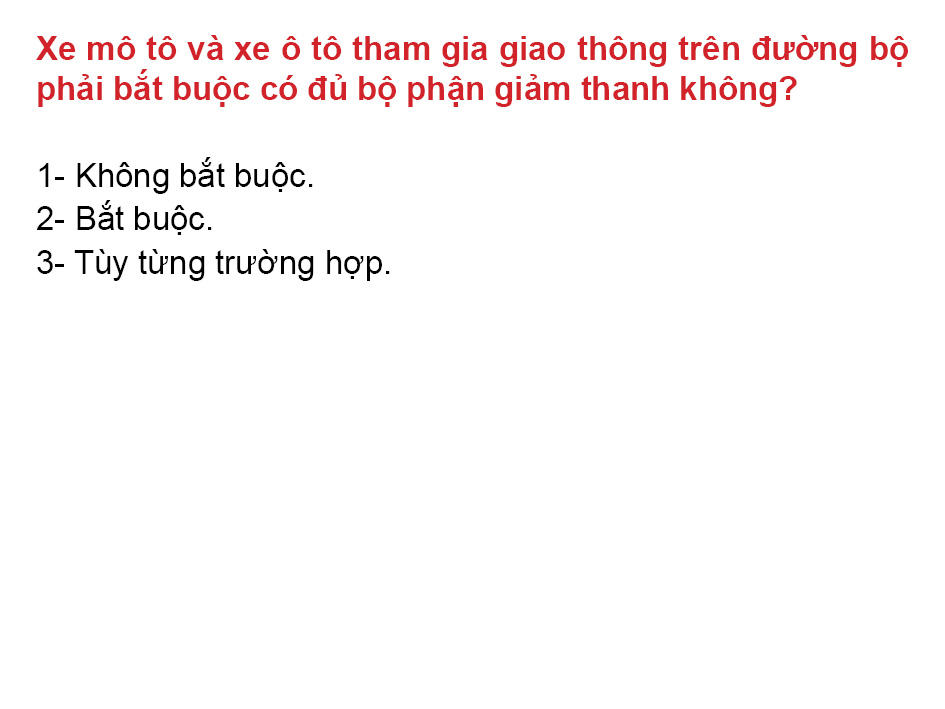 Xe mô tô và xe ô tô tham gia giao thông trên đường bộ
phải bắt buộc có đủ bộ phận giảm thanh không?
1- Không bắt buộc.
2- Bắt buộc.
3- Tùy từng trường hợp.